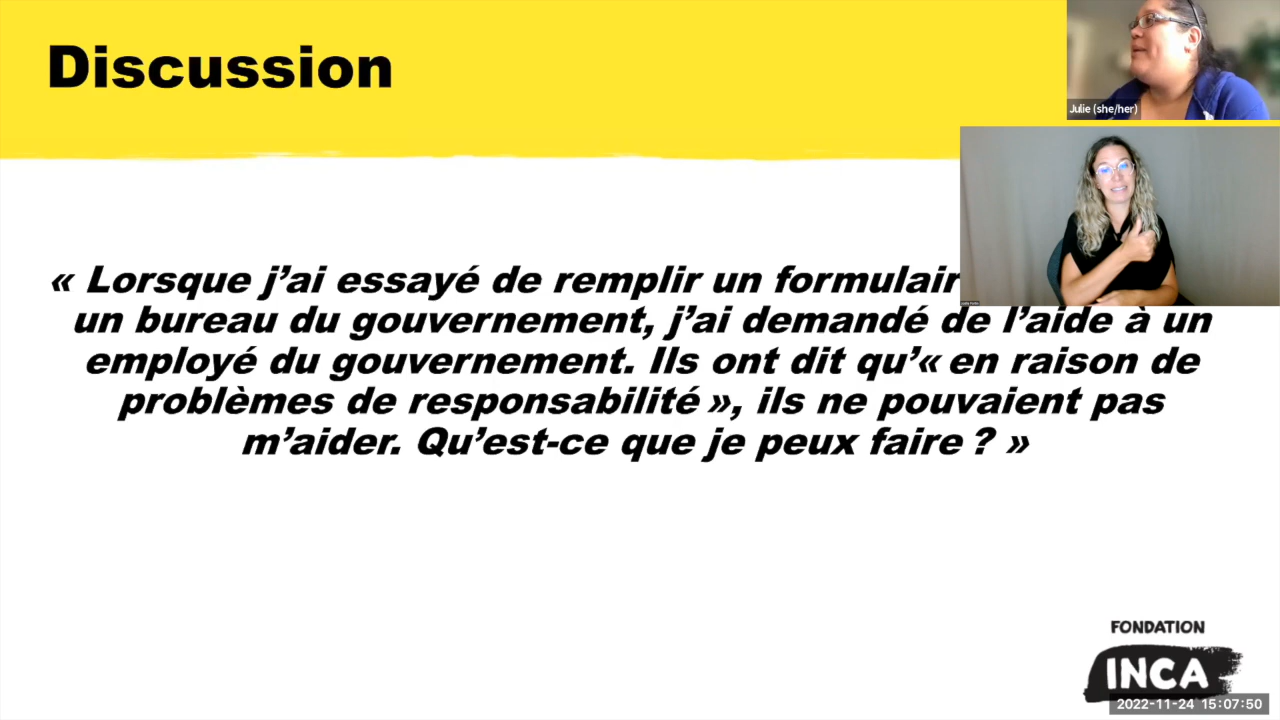 Discussion
Julie (she/her)
« Lorsque j’ai essayé de remplir un formulair
un bureau du gouvernement, j’ai demandé de l’aide à un
employé du gouvernement. Ils ont dit qu’« en raison de
problèmes de responsabilité », ils ne pouvaient pas
m’aider. Qu’est-ce que je peux faire ? »
FONDATION
INCA
2022-11-24 15:07:50